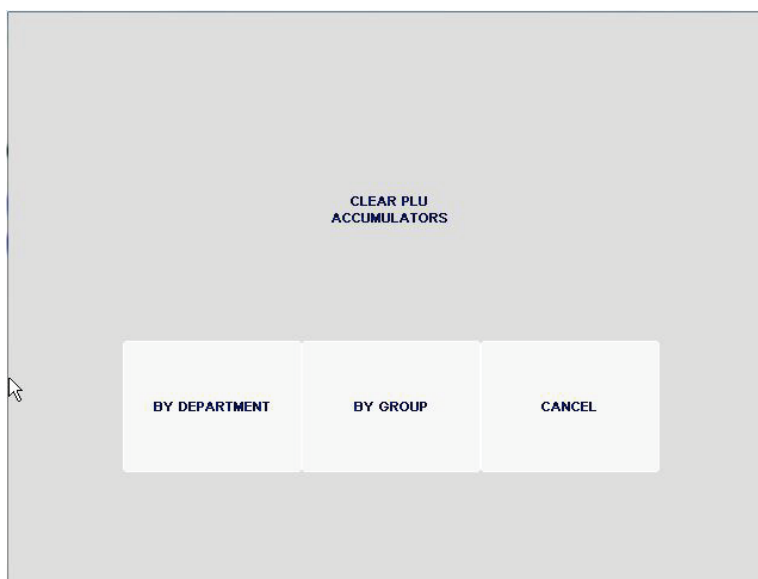 CLEAR PLU
ACCUMULATORS
BY DEPARTMENT
BY GROUP
CANCEL